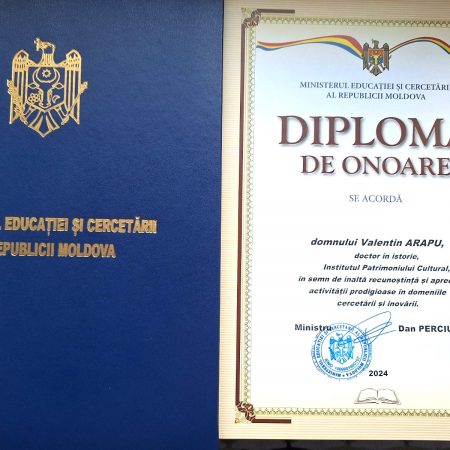 L EDUCAȚIEI ȘI CERCETĂRII
REPUBLICII MOLDOVA
MINISTERUL EDUCAȚIEI ȘI CERCETĂRII
AL REPUBLICII MOLDOVA
DIPLOMA
DE ONOARE
SE ACORDĂ
domnului Valentin ARAPU,
doctor în istorie,
Institutul Patrimoniului Cultural,
în semn de înaltă recunoștință și aprec
activității prodigioase în domeniile
cercetării și inovării.
Ministru Dan PERCIU
2024